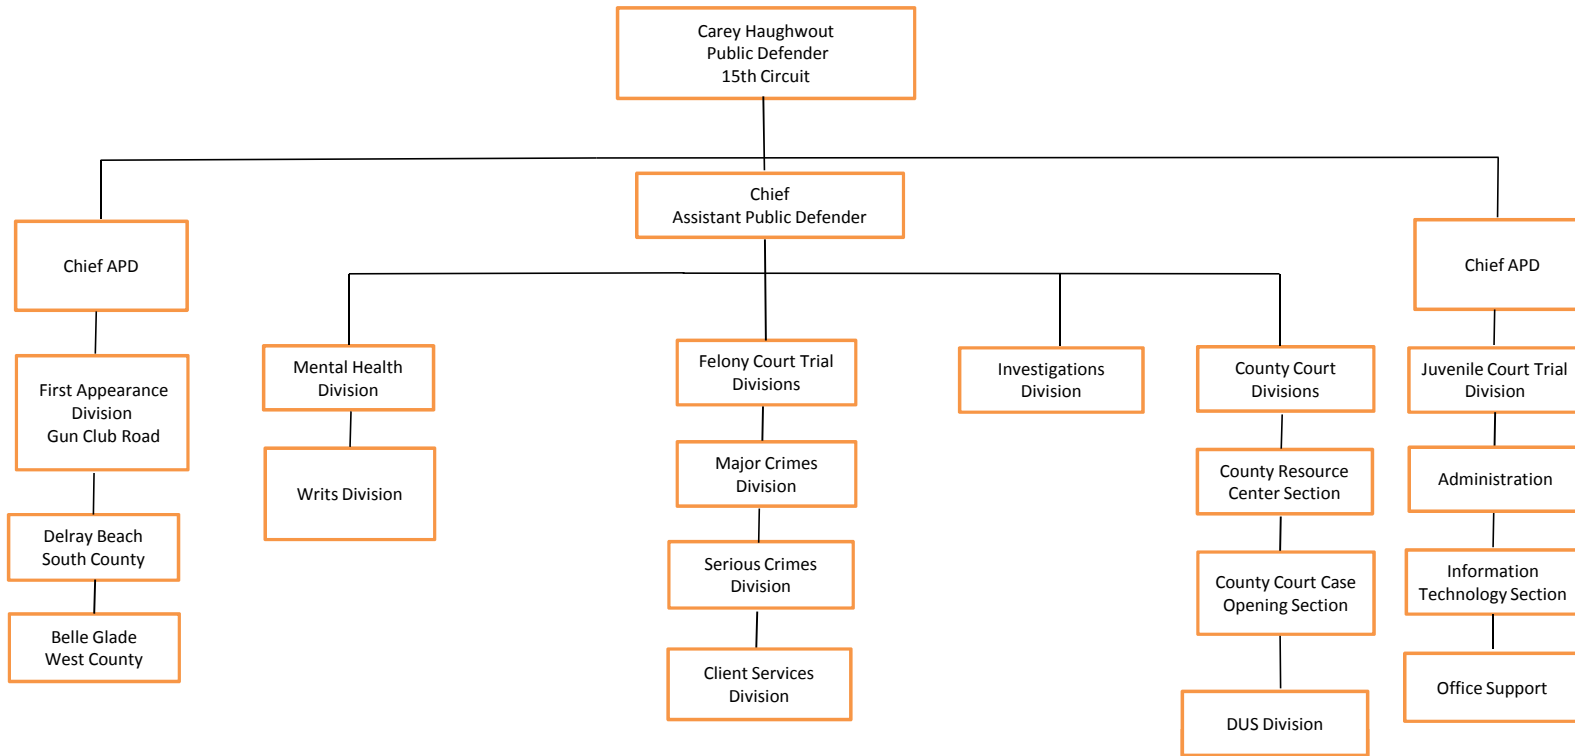 Carey Haughwout
Public Defender
15th Circuit
Chief
Assistant Public Defender
Chief APD
Chief APD
First Appearance
Division
Gun Club Road
Delray Beach
South County
Belle Glade
West County
Mental Health
Division
Writs Division
Felony Court Trial
Divisions
Major Crimes
Division
Serious Crimes
Division
Client Services
Division
Investigations
Division
County Court
Divisions
County Resource
Center Section
County Court Case
Opening Section
DUS Division
Juvenile Court Trial
Division
Administration
Information
Technology Section
Office Support